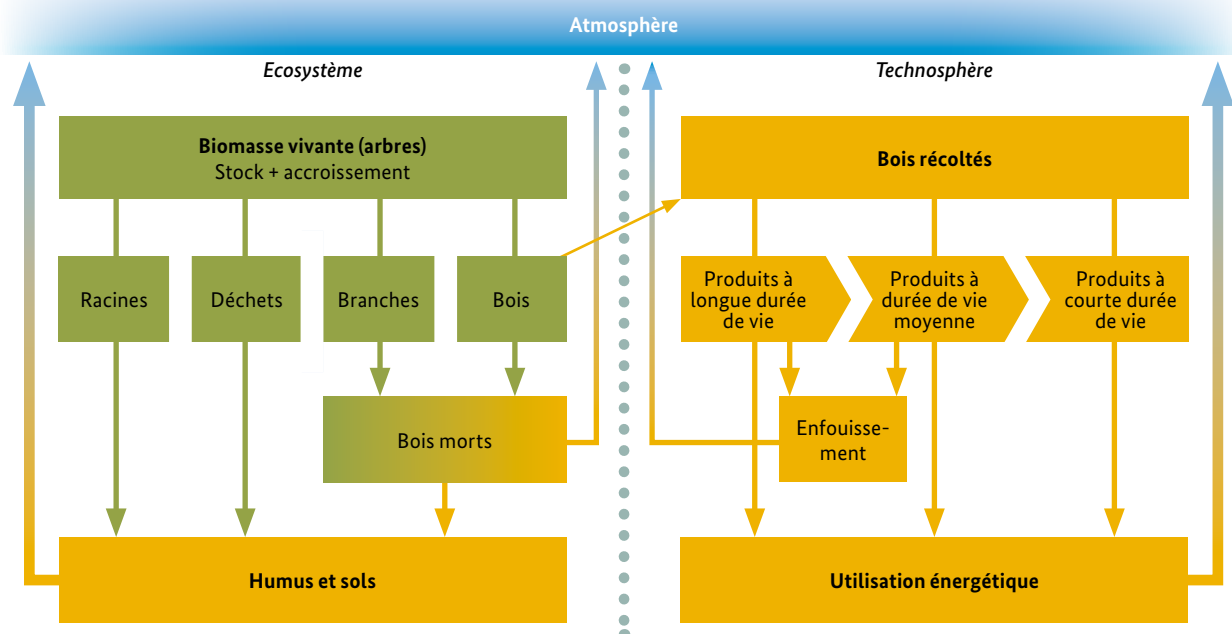 Atmosphère
Ecosystème
Technosphère
Biomasse vivante (arbres)
Stock + accroissement
Bois récoltés
Racines
Déchets
Branches
Bois
Produits à
longue durée
de vie
Produits à
durée de vie
moyenne
Produits à
courte durée
de vie
Bois morts
Enfouisse-
ment
Humus et sols
Utilisation énergétique